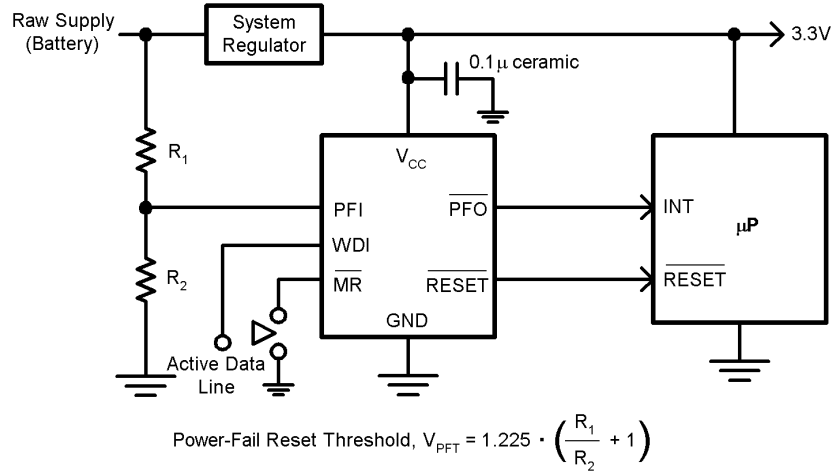 Raw Supply
(Battery)
System
Regulator
3.3V
0.1μ ceramic
R1
VCC
PFI
PFO
INT
μP
WDI
R2
MR
RESET
RESET
GND
Active Data
Line
Power-Fail Reset Threshold, VPFT = 1.225 · (R1/R2 + 1)